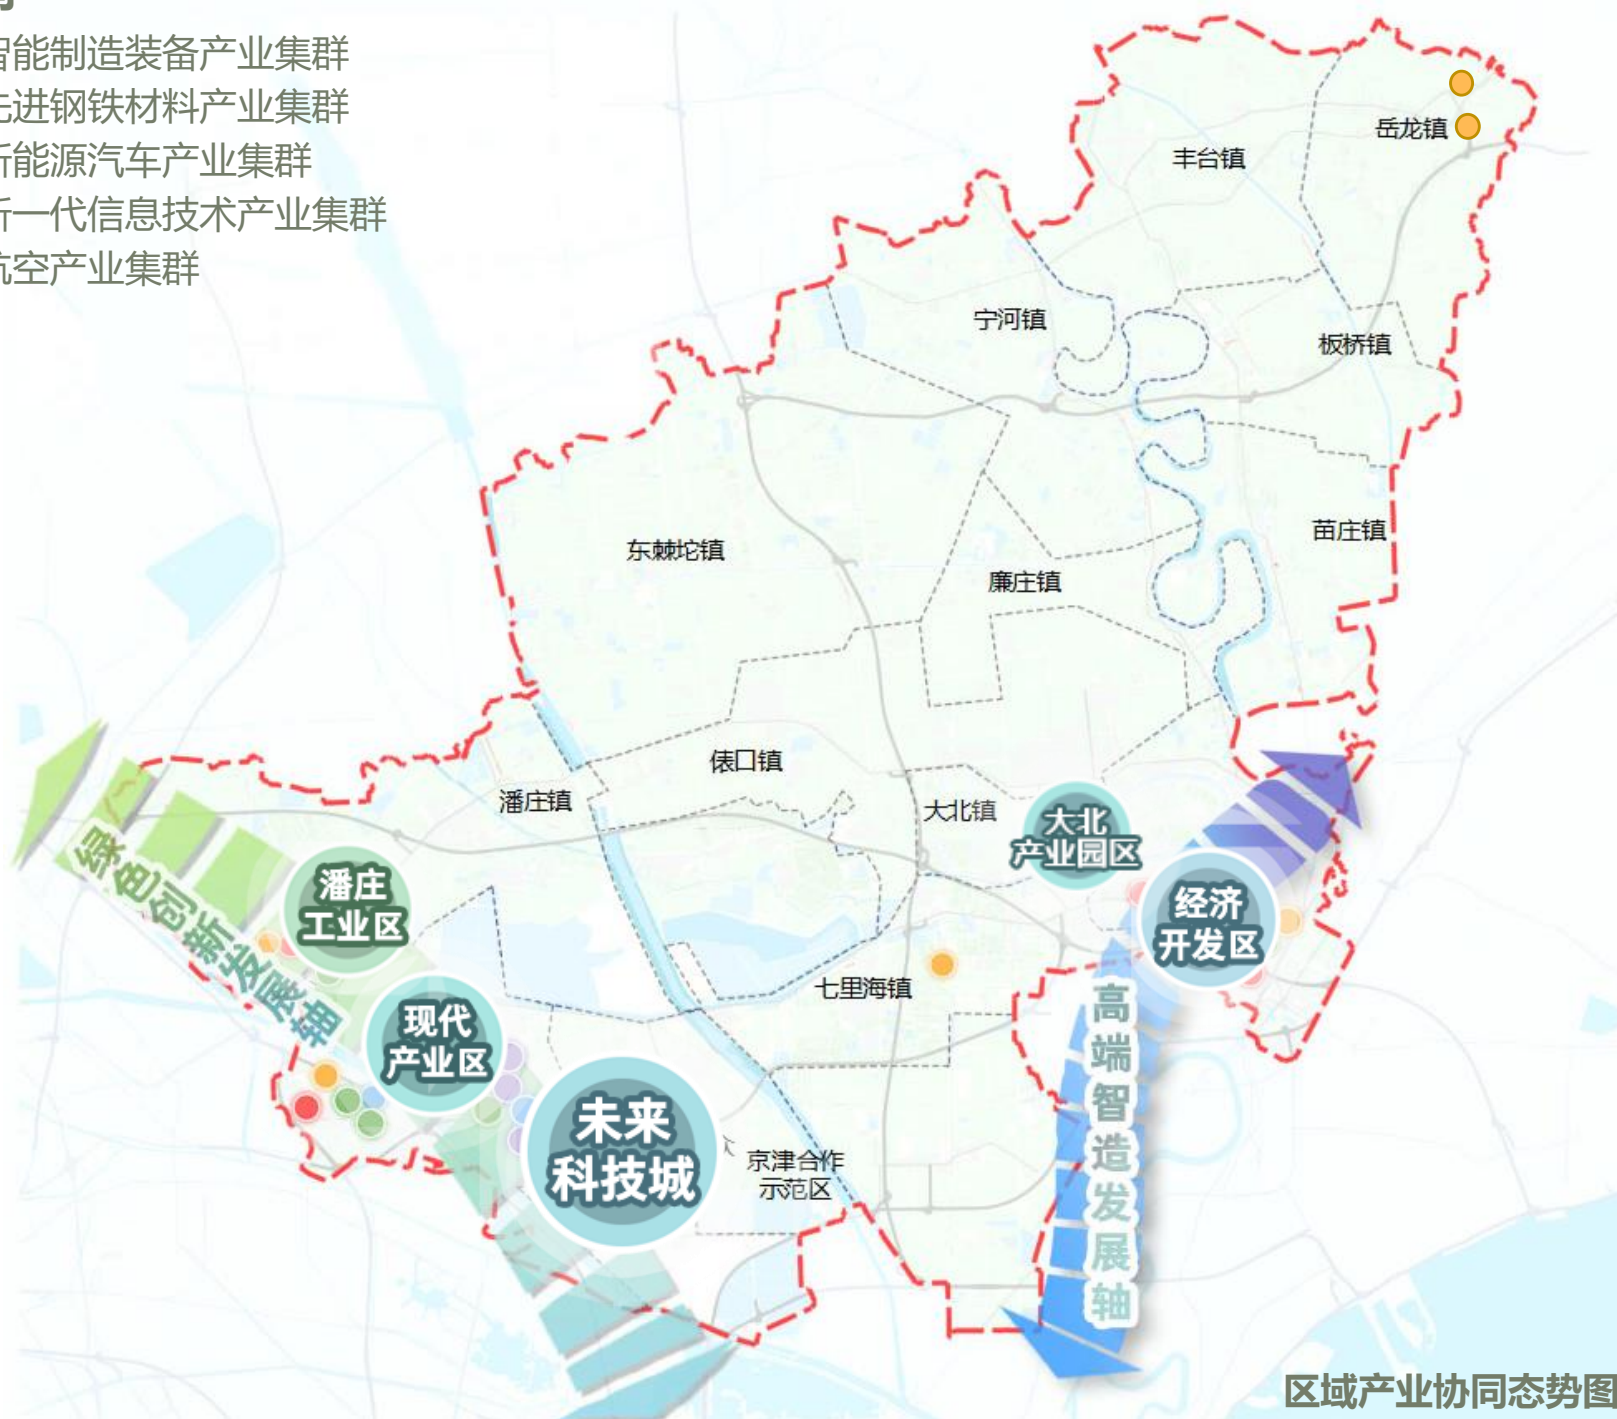 能制造装备产业集群
进钢铁材料产业集群
能源汽车产业集群
一代信息技术产业集群
空产业集群
岳龙镇
丰台镇
宁河镇
板桥镇
苗庄镇
东棘坨镇
廉庄镇
俵口镇
潘庄镇
大北镇
大北
产业园区
潘庄
工业区
经济
开发区
绿色创新发展轴
七里海镇
高端智造发展轴
现代
产业区
未来
科技城
京津合作
示范区
区域产业协同态势图